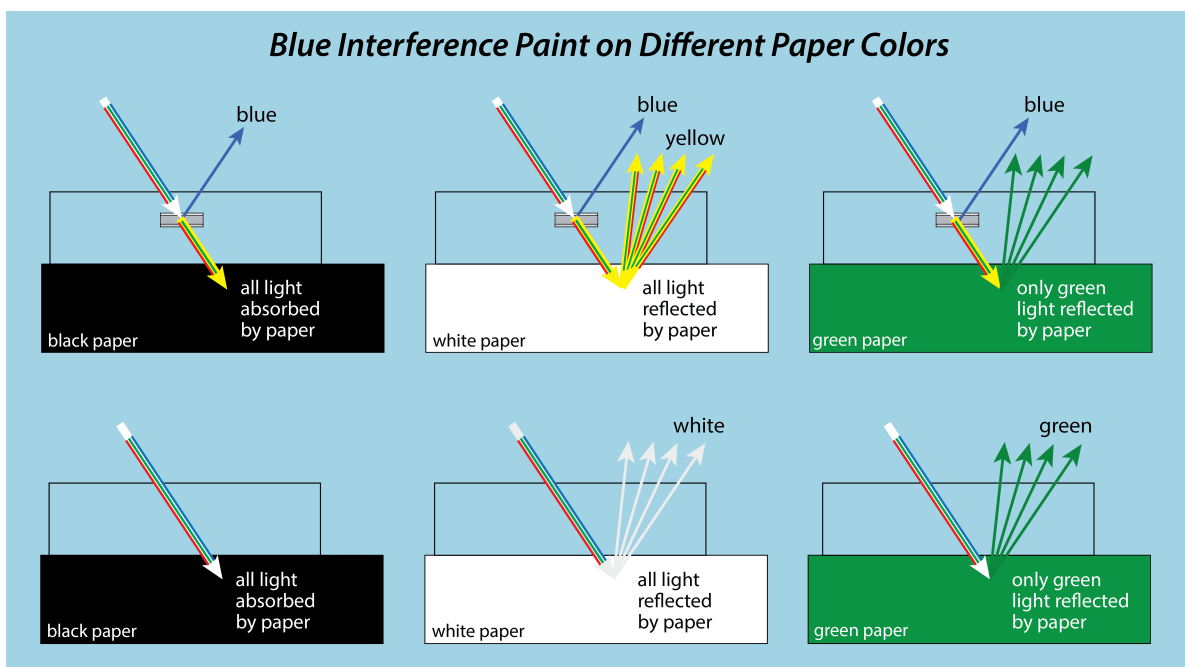 Blue Interference Paint on Different Paper Colors
blue
all light
absorbed
by paper
black paper
blue
yellow
all light
reflected
by paper
white paper
blue
only green
light reflected
by paper
green paper
all light
absorbed
by paper
black paper
white
all light
reflected
by paper
white paper
green
only green
light reflected
by paper
green paper